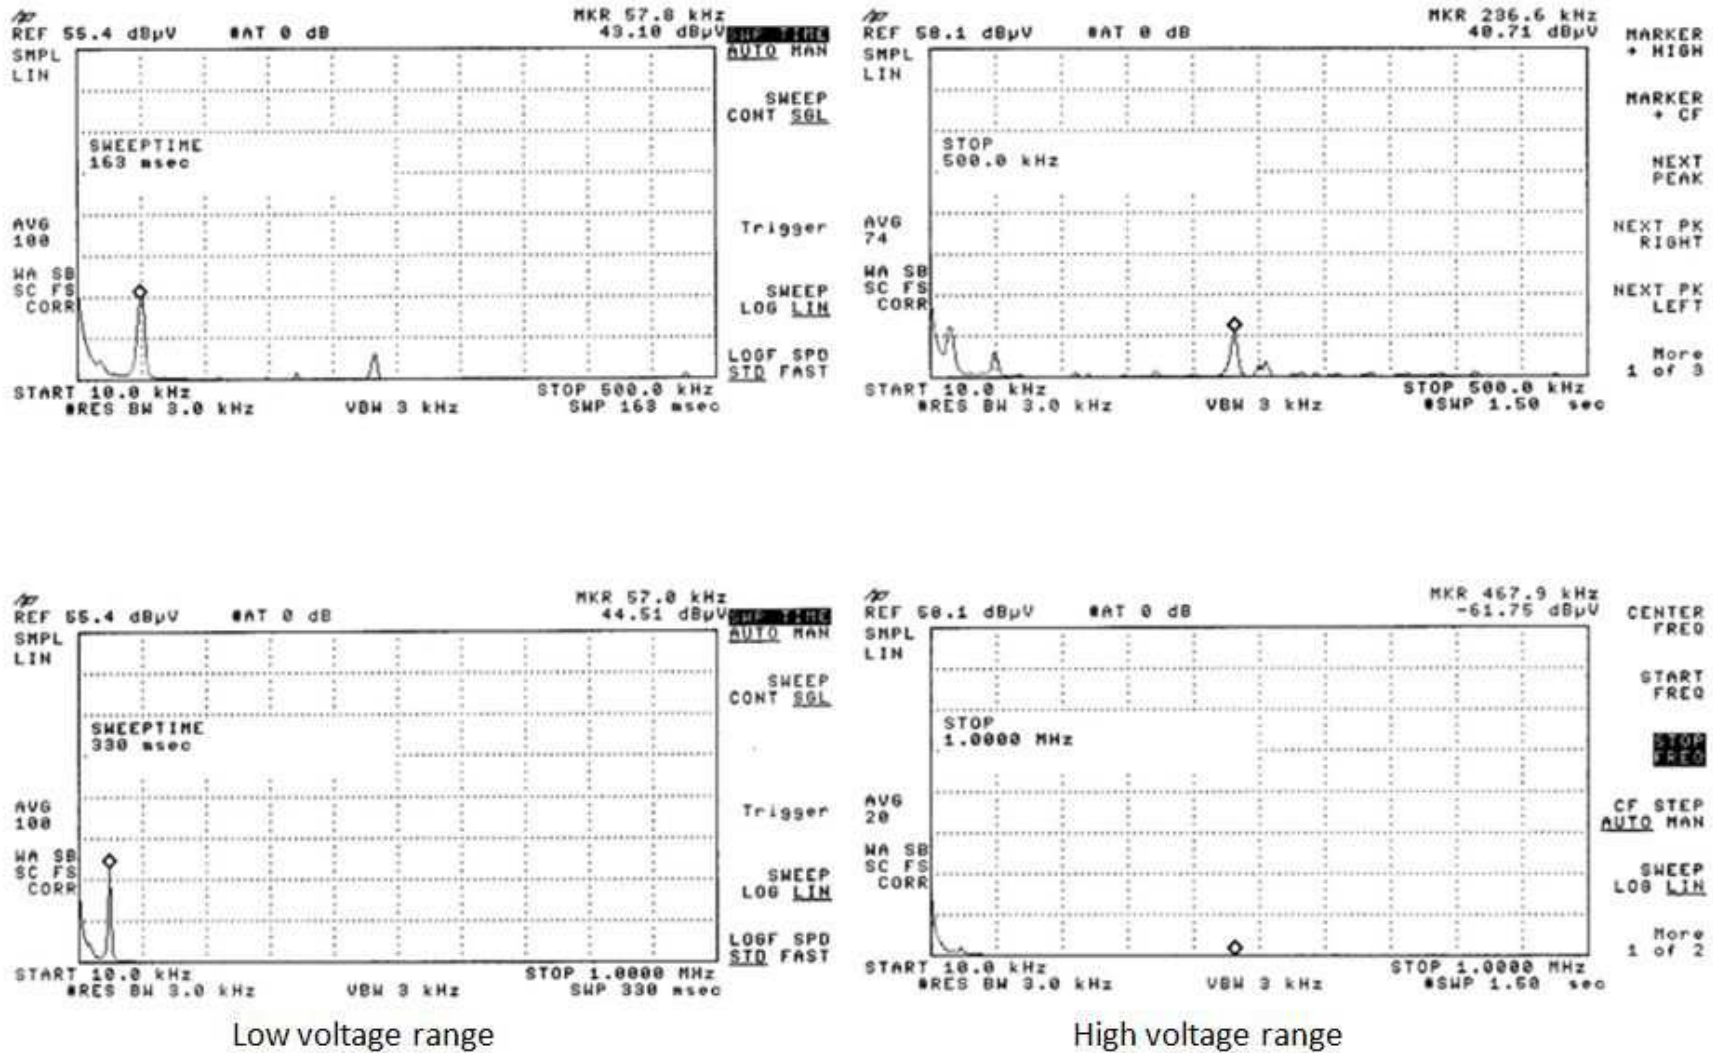 MKR 57.8 kHz
REF 55.4 dBµV #AT 0 dB 43.10 dBµV
SWP TIME
AUTO MAN
SMPL
LIN
SWEEP
CONT SGL
SWEEPTIME
163 msec
AVG
100
Trigger
WA SB
SC FS
CORR
SWEEP
LOG LIN
LOGF SPD
STD FAST
START 10.0 kHz STOP 500.0 kHz
#RES BW 3.0 kHz VBW 3 kHz SWP 163 msec
MKR 236.6 kHz
REF 58.1 dBµV #AT 0 dB 40.71 dBµV
SMPL
LIN
MARKER
→ HIGH
MARKER
→ CF
STOP
500.0 kHz
NEXT
PEAK
AVG
74
NEXT PK
RIGHT
WA SB
SC FS
CORR
NEXT PK
LEFT
More
1 of 3
START 10.0 kHz STOP 500.0 kHz
#RES BW 3.0 kHz VBW 3 kHz #SWP 1.50 sec
MKR 57.0 kHz
REF 55.4 dBµV #AT 0 dB 44.51 dBµV
SWP TIME
AUTO MAN
SMPL
LIN
SWEEP
CONT SGL
SWEEPTIME
330 msec
AVG
100
Trigger
WA SB
SC FS
CORR
SWEEP
LOG LIN
LOGF SPD
STD FAST
START 10.0 kHz STOP 1.0000 MHz
#RES BW 3.0 kHz VBW 3 kHz SWP 330 msec
Low voltage range
MKR 467.9 kHz
REF 58.1 dBµV #AT 0 dB -61.75 dBµV
SMPL
LIN
CENTER
FREQ
START
FREQ
STOP
1.0000 MHz
STOP
FREQ
AVG
20
CF STEP
AUTO MAN
WA SB
SC FS
CORR
SWEEP
LOG LIN
More
1 of 2
START 10.0 kHz STOP 1.0000 MHz
#RES BW 3.0 kHz VBW 3 kHz #SWP 1.50 sec
High voltage range